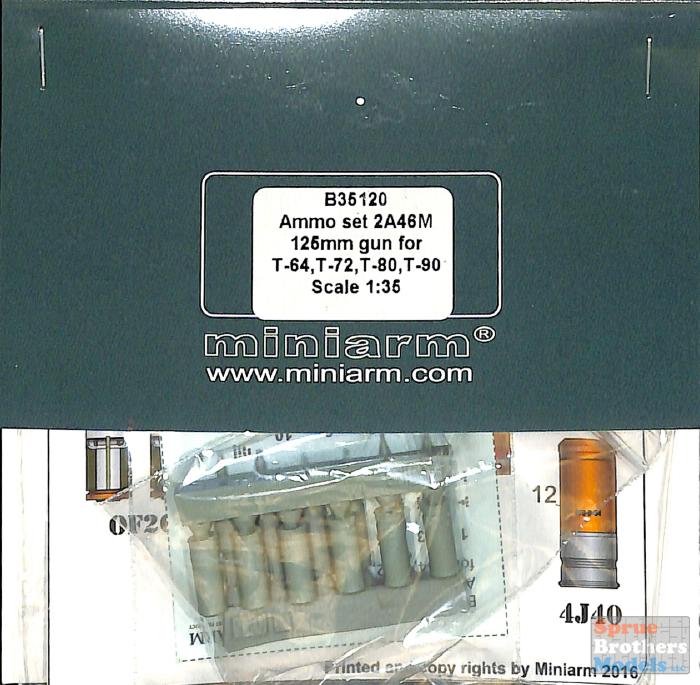 B35120
Ammo set 2A46M
125mm gun for
T-64,T-72,T-80,T-90
Scale 1:35
miniarm®
www.miniarm.com
12
4J40
Printed and copy rights by Miniarm 2016
Sprue
Brothers
Models LLC